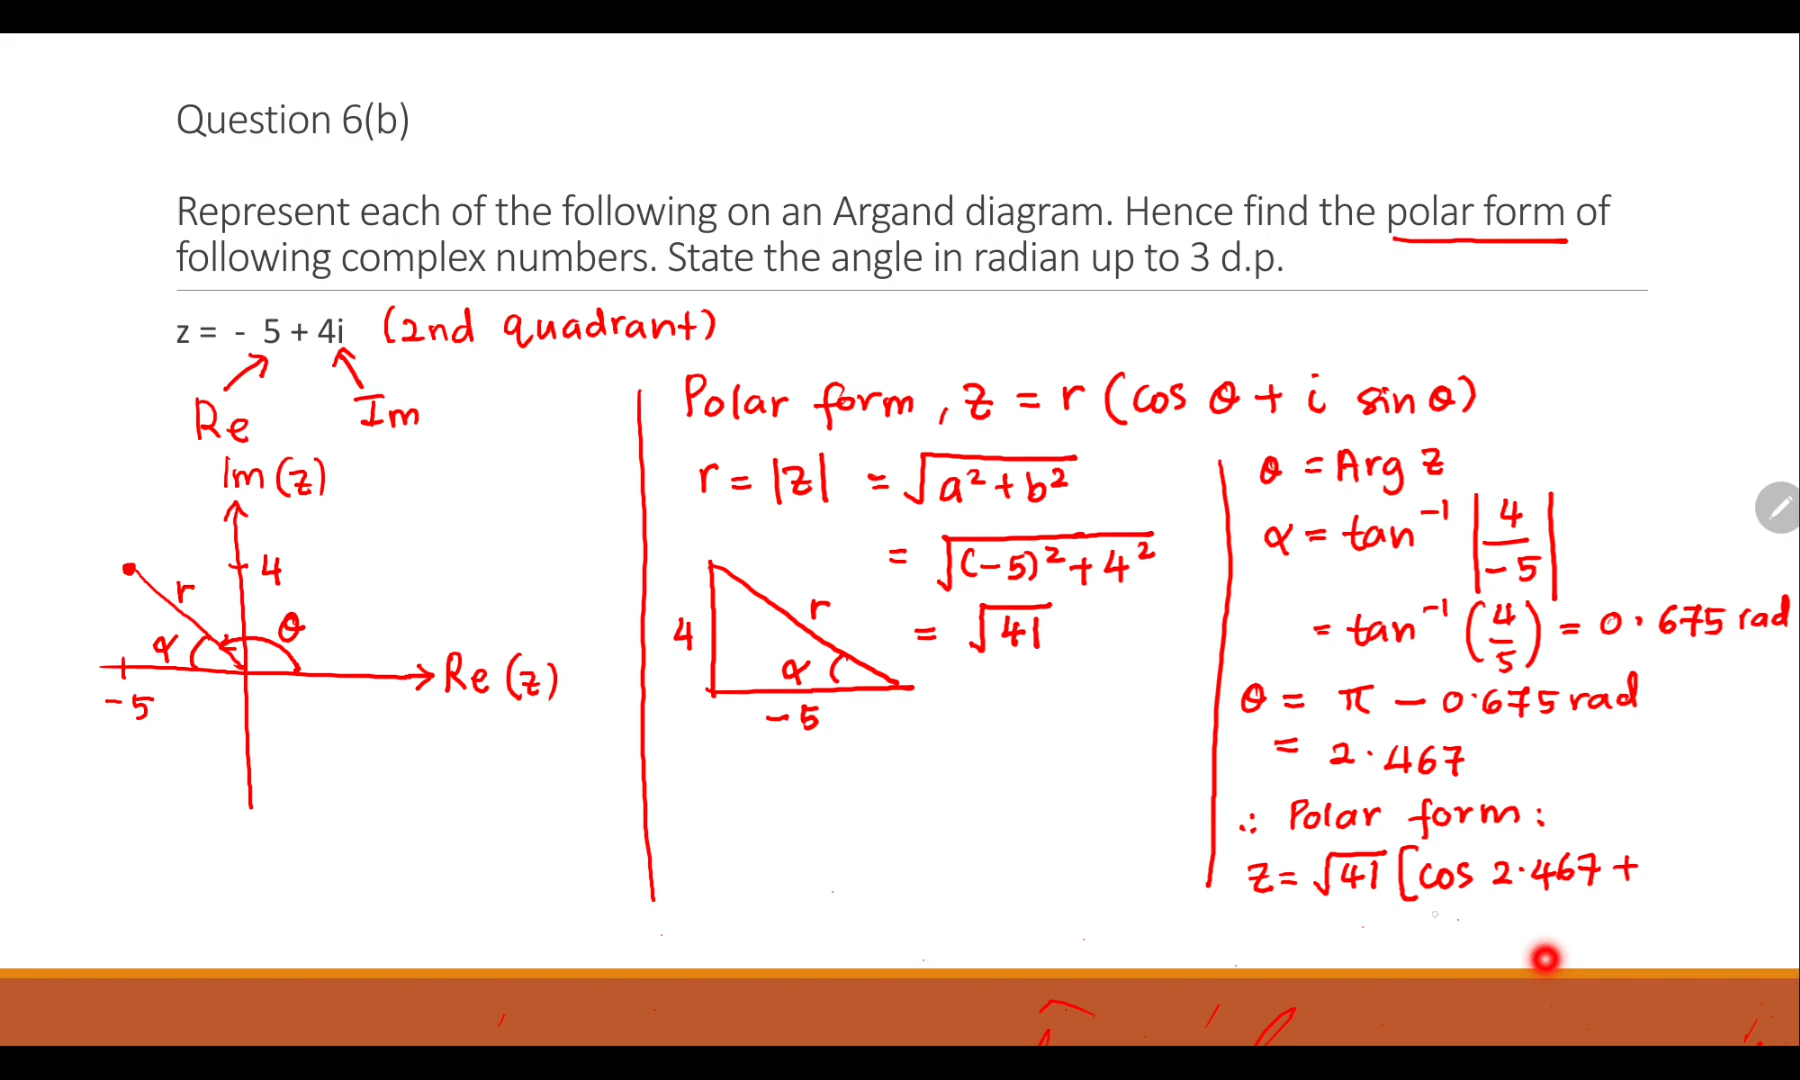 Question 6(b)
Represent each of the following on an Argand diagram. Hence find the polar form of
following complex numbers. State the angle in radian up to 3 d.p.
z = - 5 + 4i (2nd quadrant)
Re
Im
Im(z)
4
r
α
θ
-5
Re(z)
Polar form, z = r (cos θ + i sin θ)
r = |z| = √(a² + b²)
= √((-5)² + 4²)
= √41
4
r
α
-5
θ = Arg z
α = tan⁻¹ |4/-5|
= tan⁻¹ (4/5) = 0.675 rad
θ = π - 0.675 rad
= 2.467
∴ Polar form:
z = √41 [cos 2.467 +